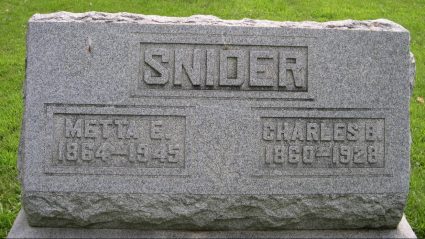 SNIDER
METTA E.
1864-1945
CHARLES B.
1860-1928